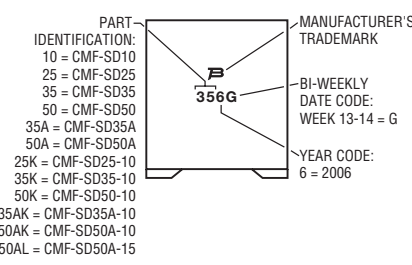 PART
IDENTIFICATION:
10 = CMF-SD10
25 = CMF-SD25
35 = CMF-SD35
50 = CMF-SD50
35A = CMF-SD35A
50A = CMF-SD50A
25K = CMF-SD25-10
35K = CMF-SD35-10
50K = CMF-SD50-10
35AK = CMF-SD35A-10
50AK = CMF-SD50A-10
50AL = CMF-SD50A-15
356G
MANUFACTURER'S
TRADEMARK
BI-WEEKLY
DATE CODE:
WEEK 13-14 = G
YEAR CODE:
6 = 2006